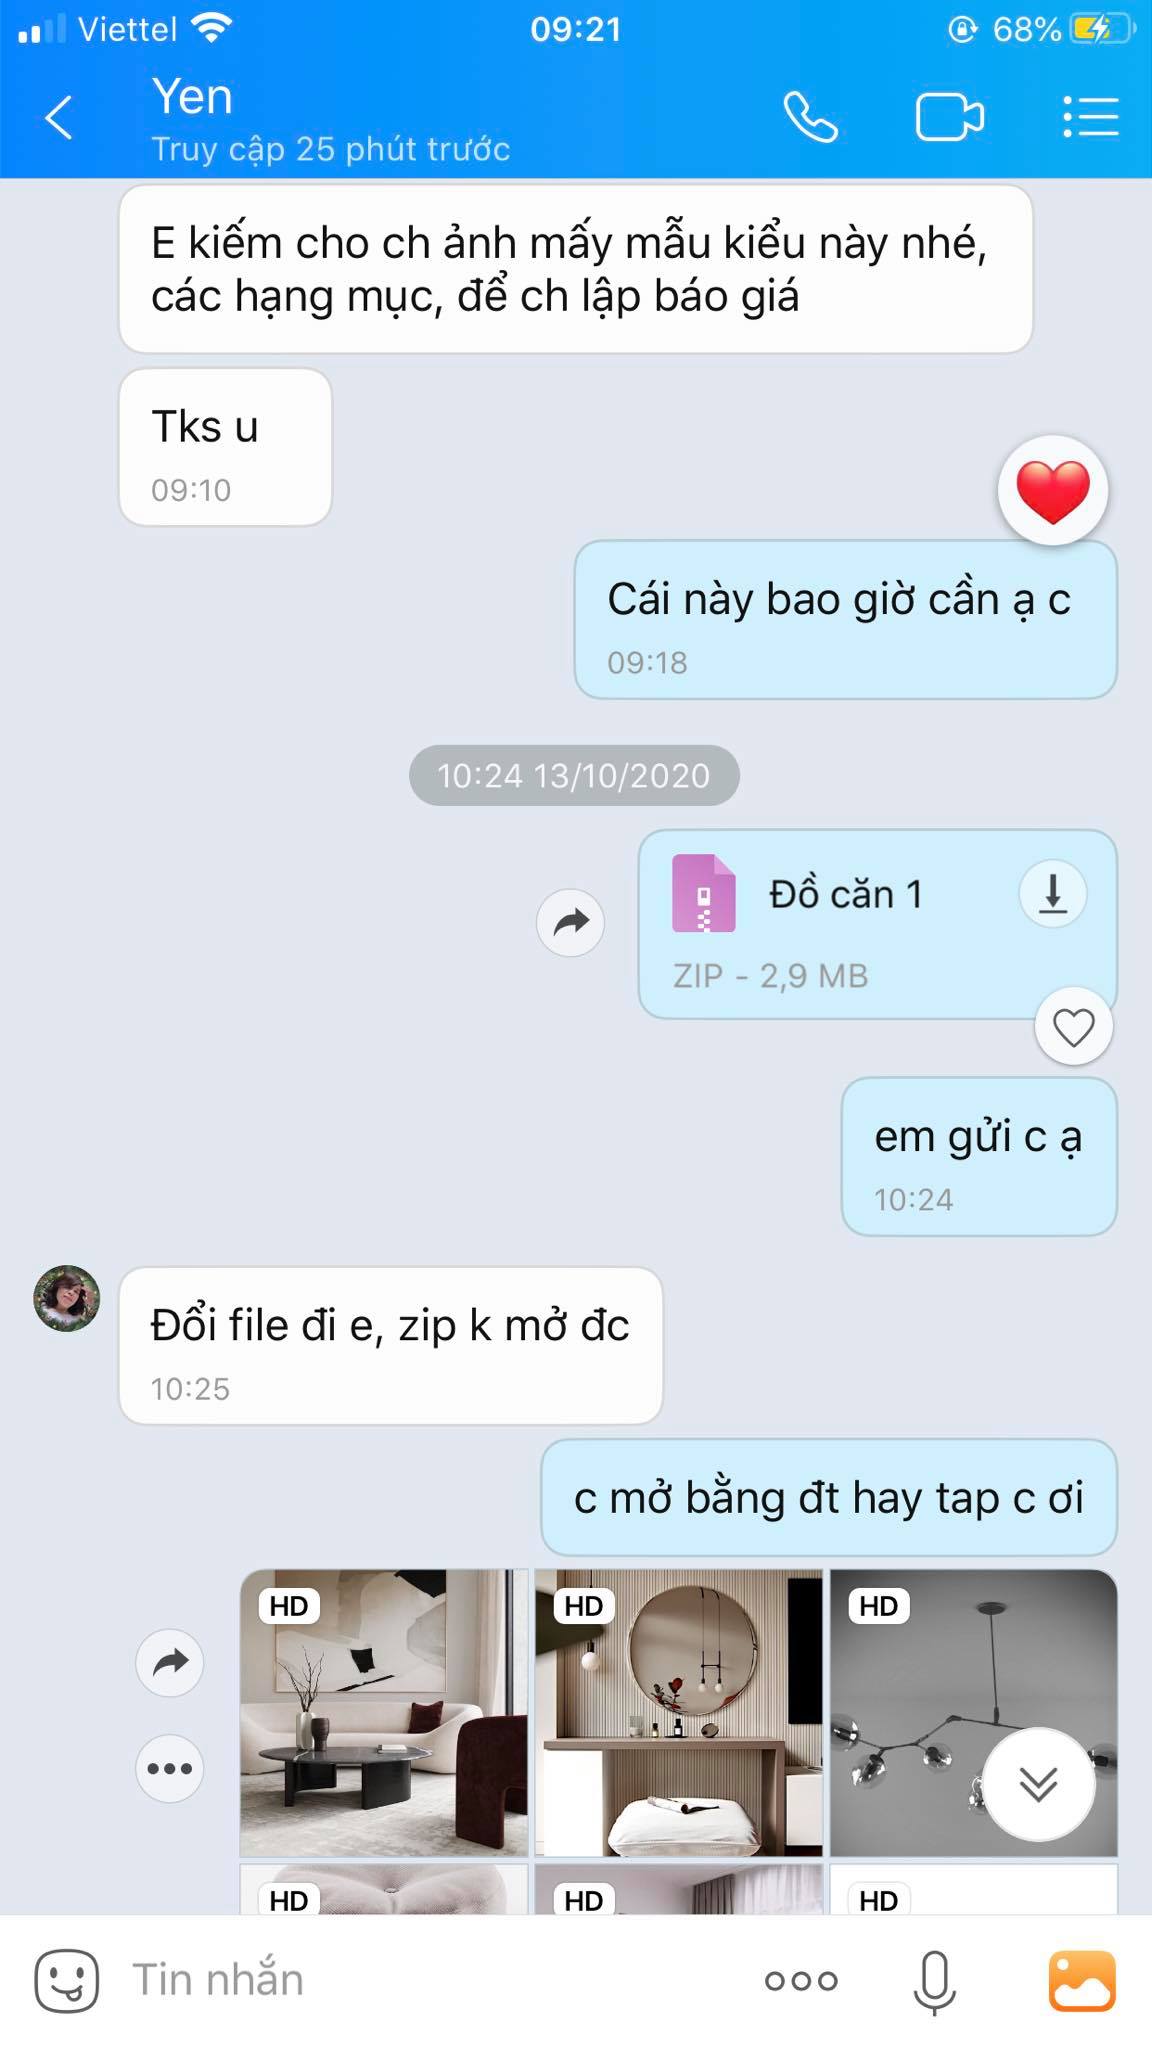 Viettel 09:21 68%
Yen
Truy cập 25 phút trước
E kiếm cho ch ảnh mấy mẫu kiểu này nhé,
các hạng mục, để ch lập báo giá
Tks u
09:10
Cái này bao giờ cần ạ c
09:18
10:24 13/10/2020
Đồ căn 1
ZIP - 2,9 MB
em gửi c ạ
10:24
Đổi file đi e, zip k mở đc
10:25
c mở bằng đt hay tap c ơi
HD HD HD
HD HD HD
Tin nhắn